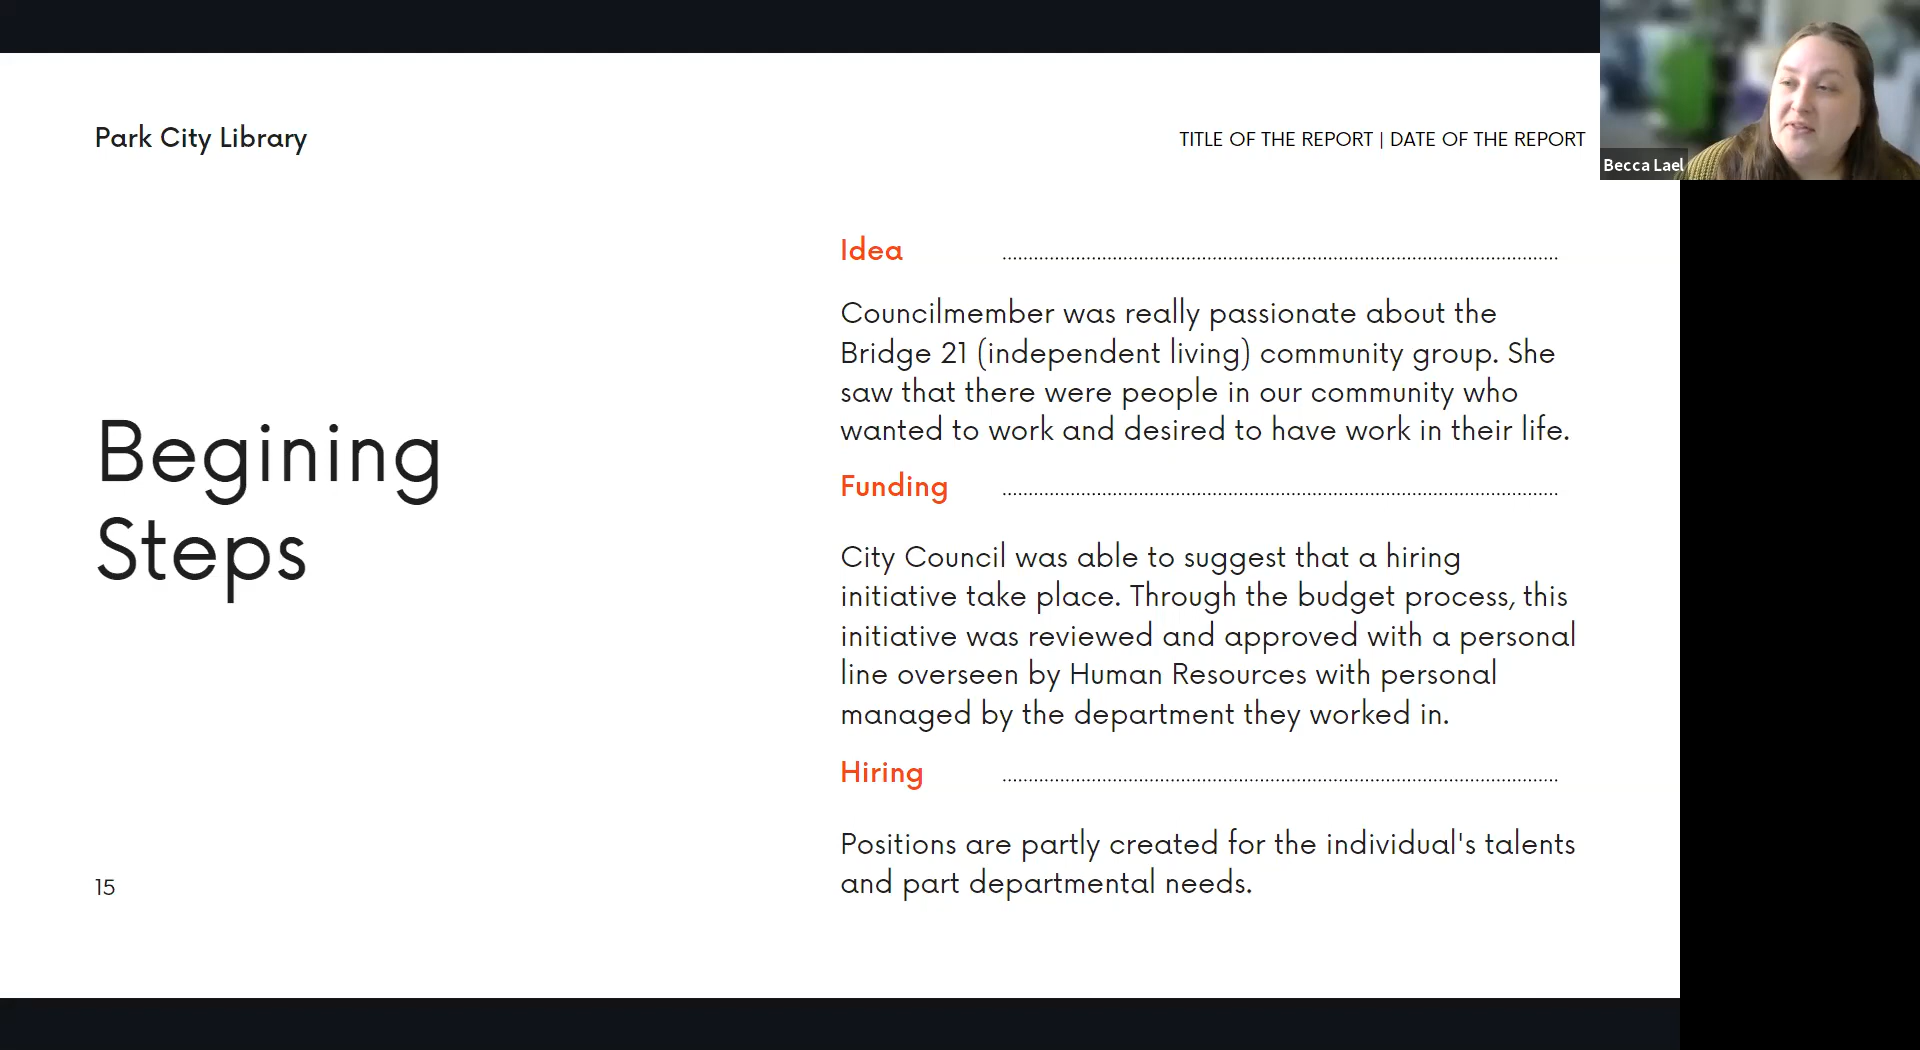 Park City Library
TITLE OF THE REPORT | DATE OF THE REPORT
Becca Lael
Begining
Steps
15
Idea
Councilmember was really passionate about the
Bridge 21 (independent living) community group. She
saw that there were people in our community who
wanted to work and desired to have work in their life.
Funding
City Council was able to suggest that a hiring
initiative take place. Through the budget process, this
initiative was reviewed and approved with a personal
line overseen by Human Resources with personal
managed by the department they worked in.
Hiring
Positions are partly created for the individual's talents
and part departmental needs.